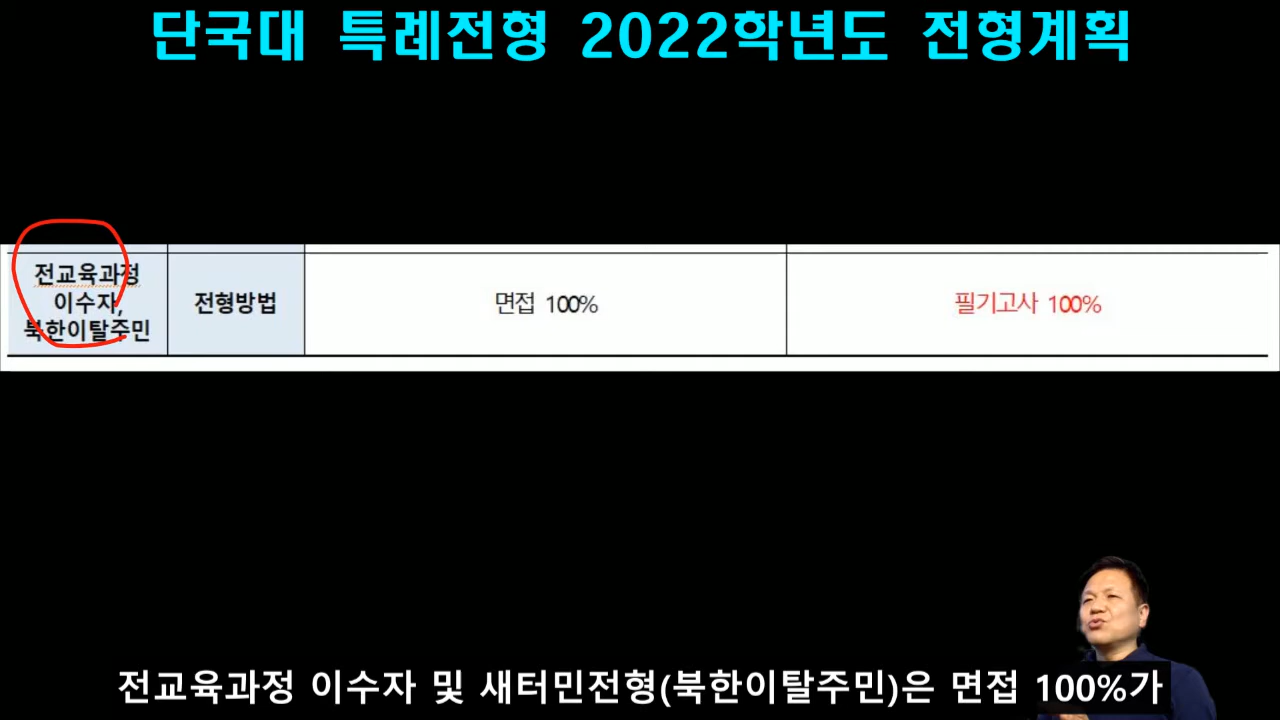 단국대 특례전형 2022학년도 전형계획
전교육과정
이수자,
북한이탈주민
전형방법
면접 100%
필기고사 100%
전교육과정 이수자 및 새터민전형(북한이탈주민)은 면접 100%가